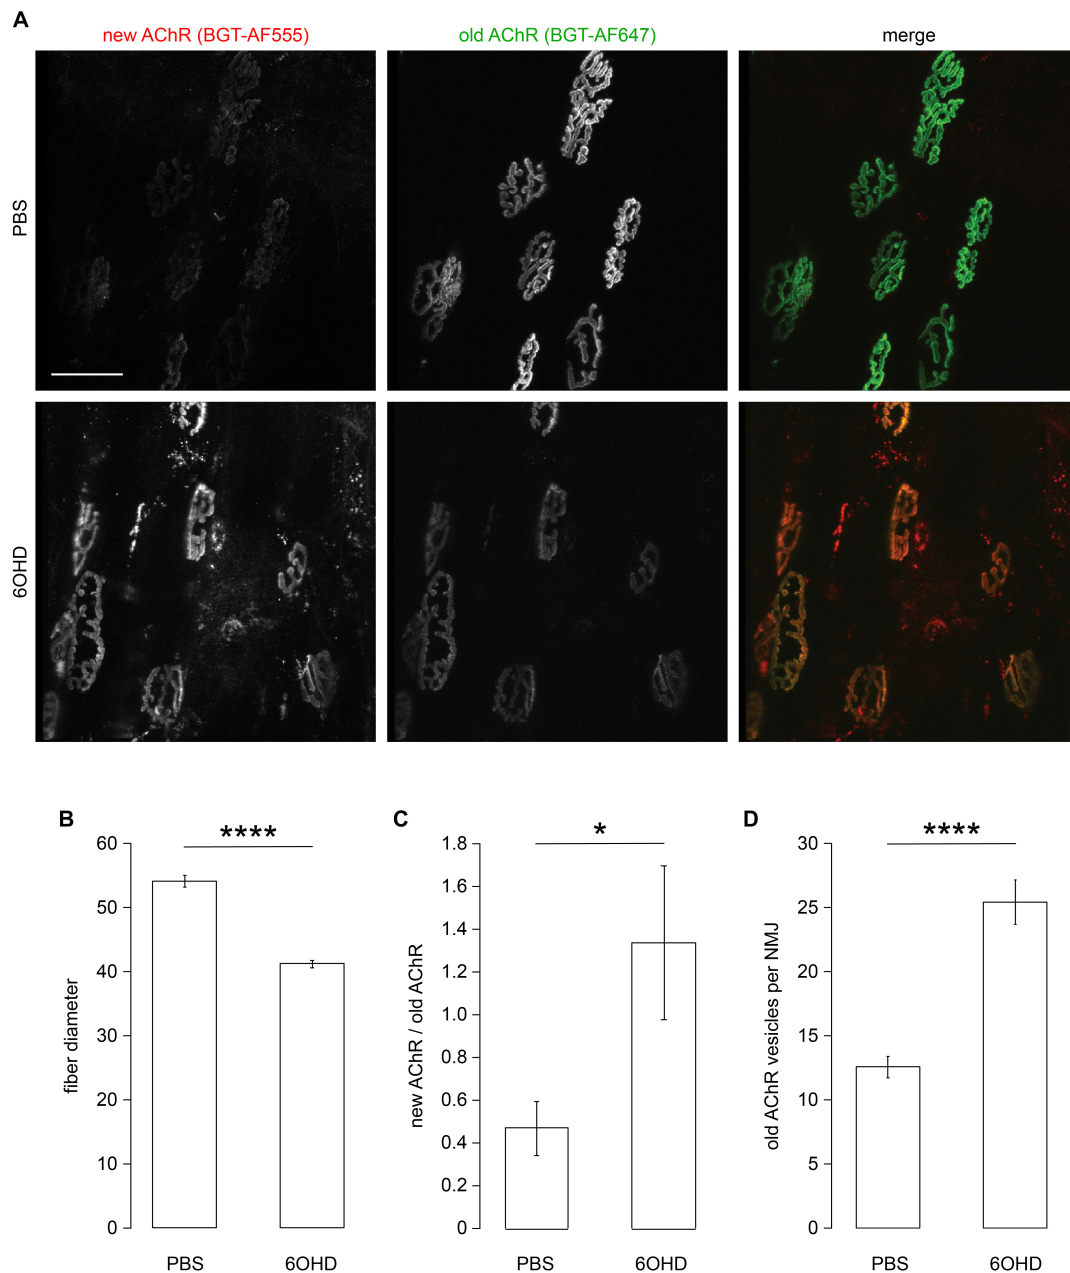 A
new AChR (BGT-AF555)
old AChR (BGT-AF647)
merge
PBS
6OHD
B
****
60
50
40
30
20
10
0
fiber diameter
PBS
6OHD
C
*
1.8
1.6
1.4
1.2
1.0
0.8
0.6
0.4
0.2
0
new AChR / old AChR
PBS
6OHD
D
****
30
25
20
15
10
5
0
old AChR vesicles per NMJ
PBS
6OHD